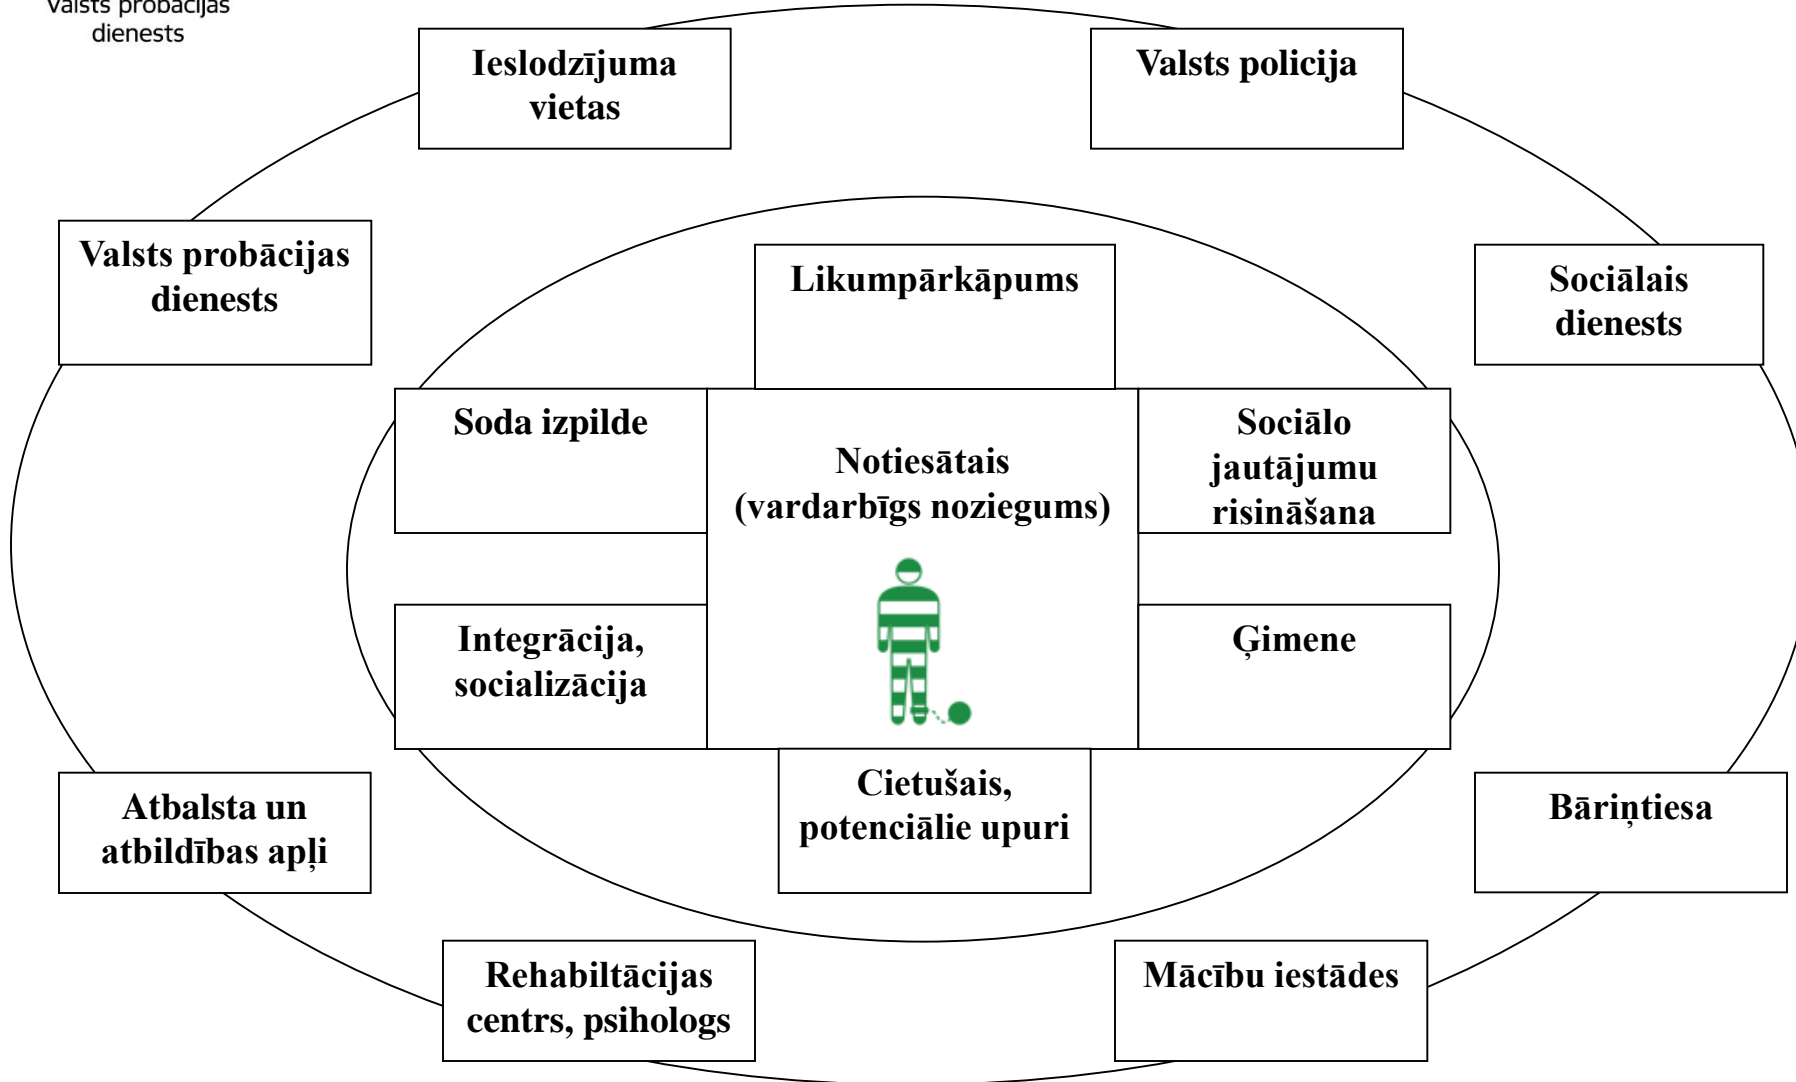 Valsts probācijas
dienests
Ieslodzījuma
vietas
Valsts policija
Valsts probācijas
dienests
Likumpārkāpums
Sociālais
dienests
Soda izpilde
Notiesātais
(vardarbīgs noziegums)
Sociālo
jautājumu
risināšana
Integrācija,
socializācija
Ģimene
Cietušais,
potenciālie upuri
Atbalsta un
atbildības apļi
Bāriņtiesa
Rehabiltācijas
centrs, psihologs
Mācību iestādes